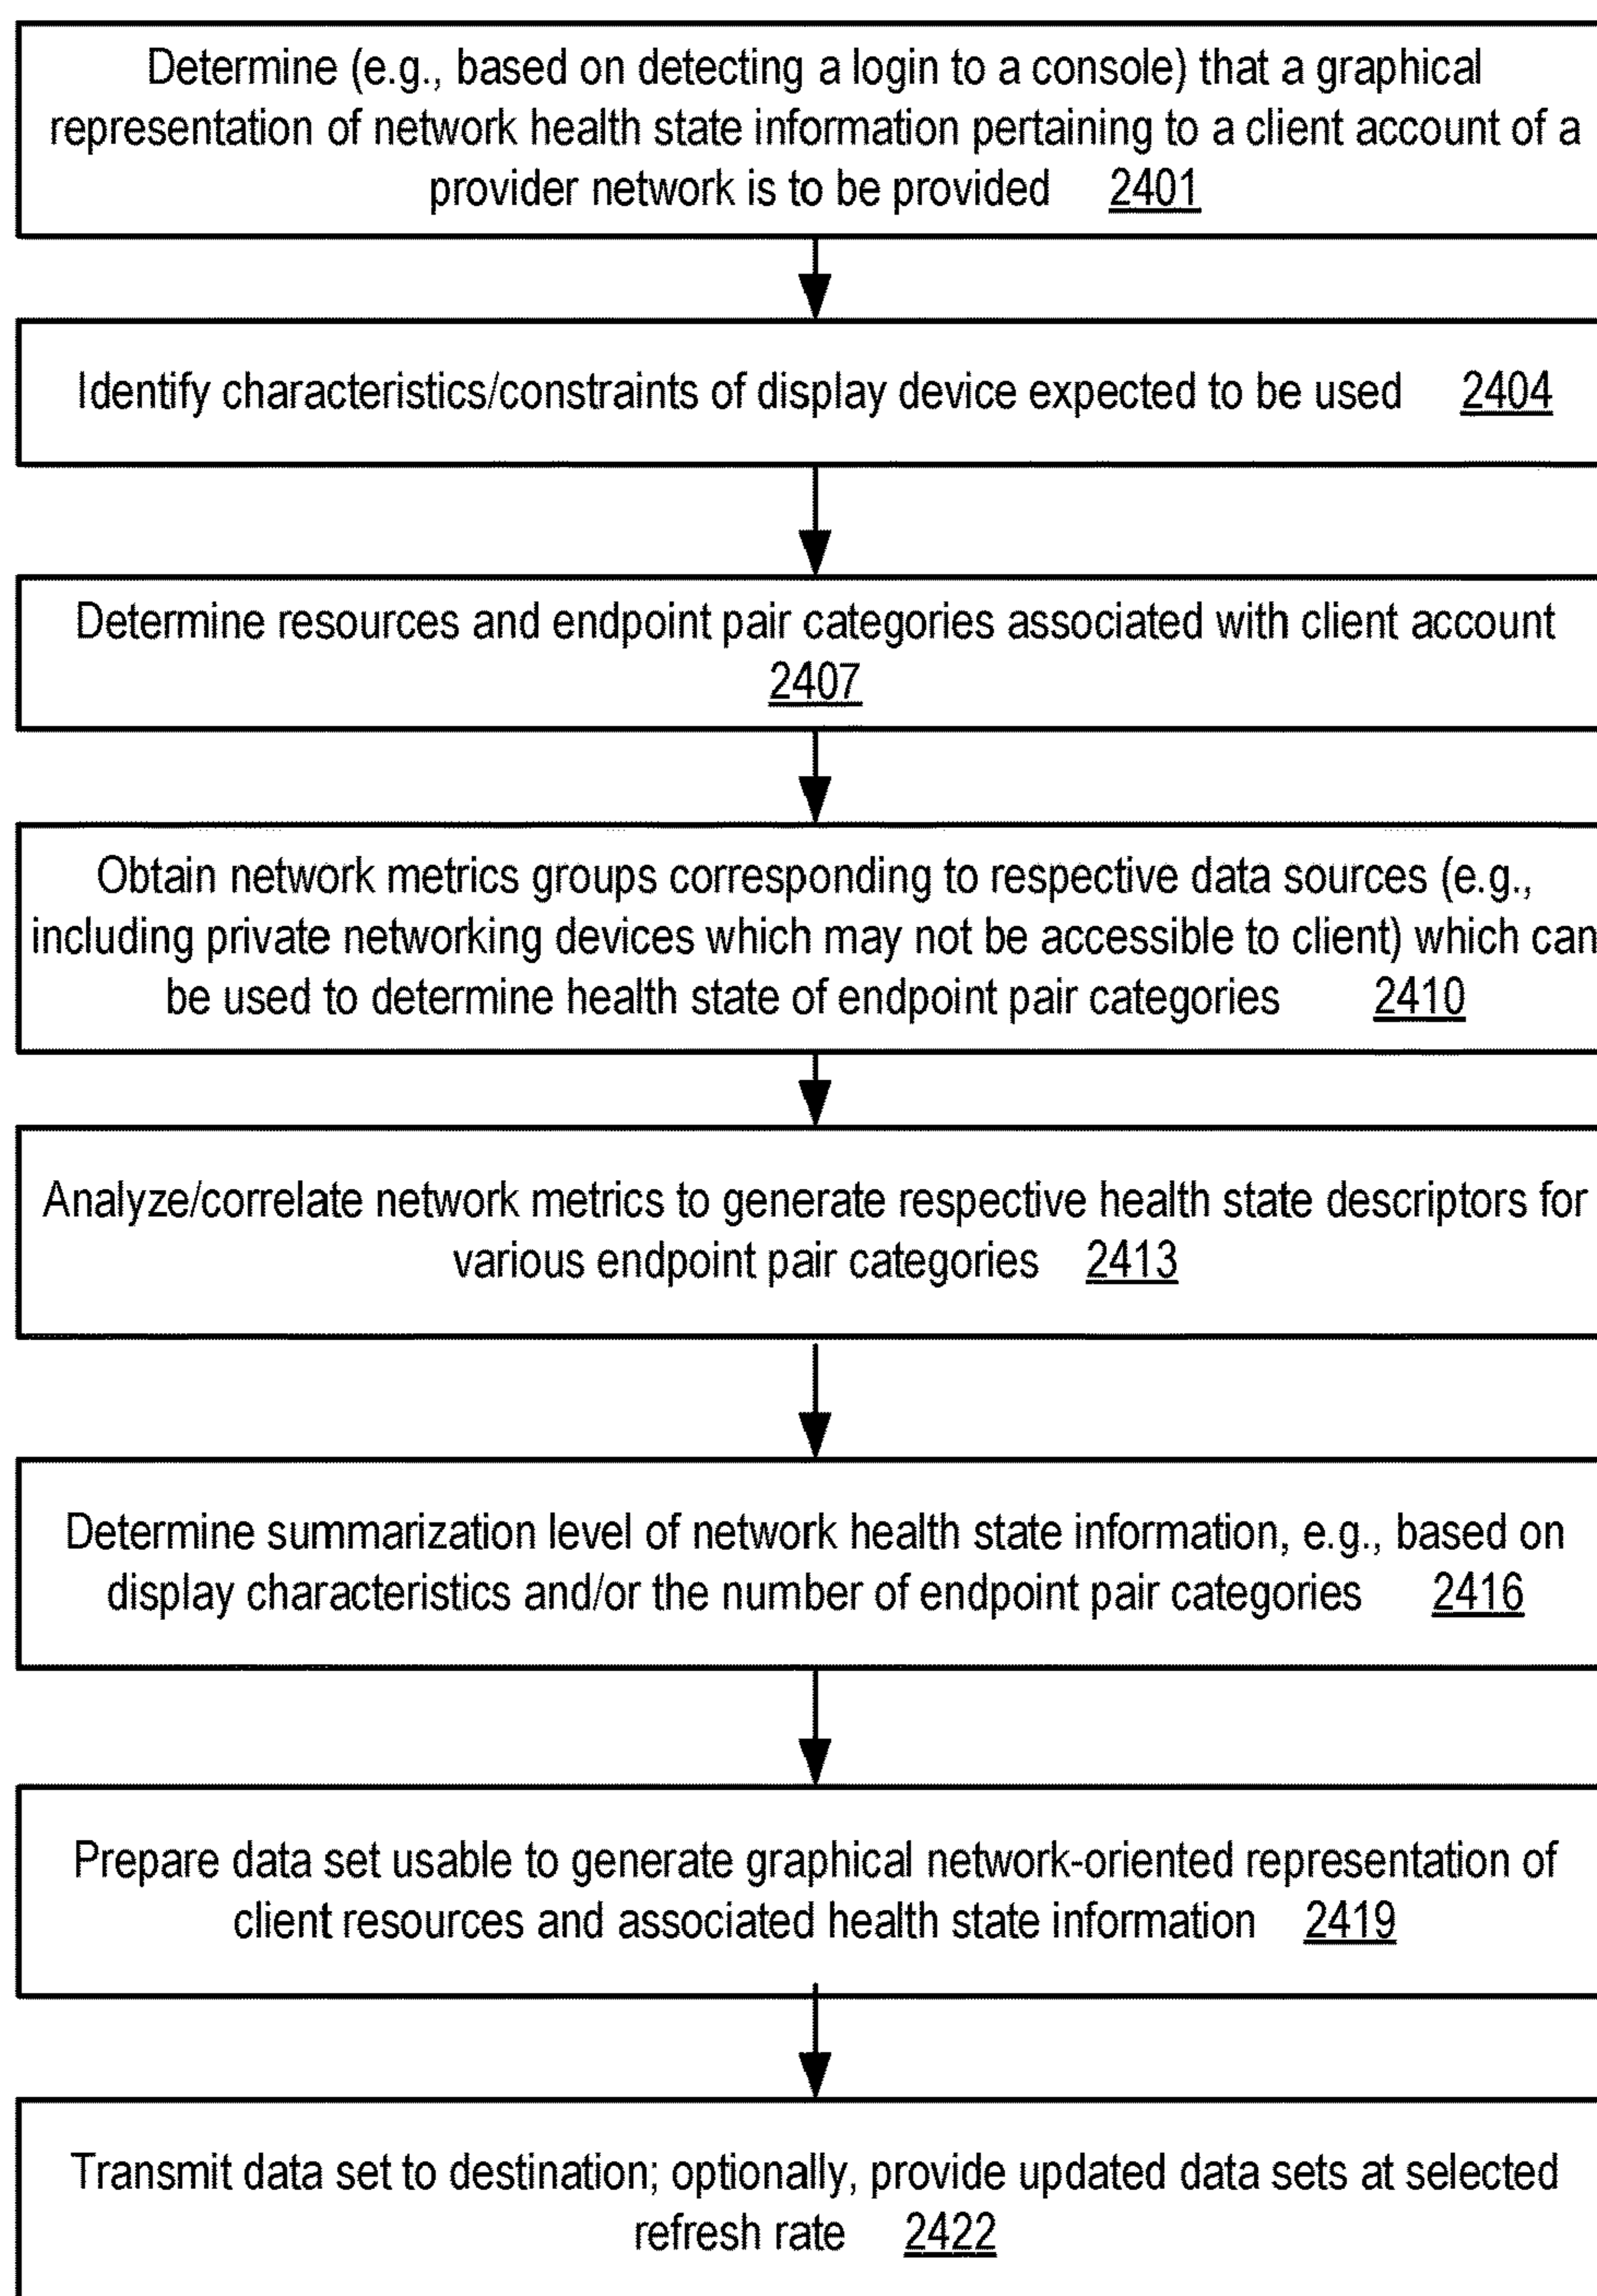 Determine (e.g., based on detecting a login to a console) that a graphical
representation of network health state information pertaining to a client account of a
provider network is to be provided 2401
Identify characteristics/constraints of display device expected to be used 2404
Determine resources and endpoint pair categories associated with client account
2407
Obtain network metrics groups corresponding to respective data sources (e.g.,
including private networking devices which may not be accessible to client) which can
be used to determine health state of endpoint pair categories 2410
Analyze/correlate network metrics to generate respective health state descriptors for
various endpoint pair categories 2413
Determine summarization level of network health state information, e.g., based on
display characteristics and/or the number of endpoint pair categories 2416
Prepare data set usable to generate graphical network-oriented representation of
client resources and associated health state information 2419
Transmit data set to destination; optionally, provide updated data sets at selected
refresh rate 2422